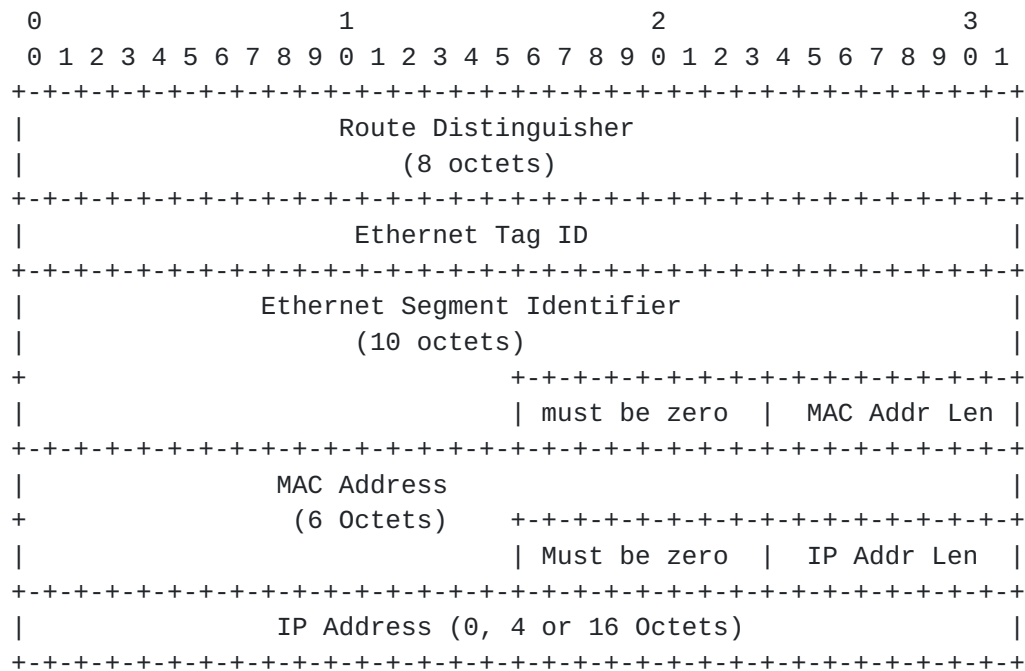 0                   1                   2                   3
 0 1 2 3 4 5 6 7 8 9 0 1 2 3 4 5 6 7 8 9 0 1 2 3 4 5 6 7 8 9 0 1
+-+-+-+-+-+-+-+-+-+-+-+-+-+-+-+-+-+-+-+-+-+-+-+-+-+-+-+-+-+-+-+-+
|                    Route Distinguisher                        |
|                        (8 octets)                             |
+-+-+-+-+-+-+-+-+-+-+-+-+-+-+-+-+-+-+-+-+-+-+-+-+-+-+-+-+-+-+-+-+
|                     Ethernet Tag ID                           |
+-+-+-+-+-+-+-+-+-+-+-+-+-+-+-+-+-+-+-+-+-+-+-+-+-+-+-+-+-+-+-+-+
|               Ethernet Segment Identifier                     |
|                     (10 octets)                               |
+                               +-+-+-+-+-+-+-+-+-+-+-+-+-+-+-+-+
|                               | must be zero  |  MAC Addr Len |
+-+-+-+-+-+-+-+-+-+-+-+-+-+-+-+-+-+-+-+-+-+-+-+-+-+-+-+-+-+-+-+-+
|                MAC Address                                    |
+                 (6 Octets)    +-+-+-+-+-+-+-+-+-+-+-+-+-+-+-+-+
|                               | Must be zero  |  IP Addr Len  |
+-+-+-+-+-+-+-+-+-+-+-+-+-+-+-+-+-+-+-+-+-+-+-+-+-+-+-+-+-+-+-+-+
|                IP Address (0, 4 or 16 Octets)                 |
+-+-+-+-+-+-+-+-+-+-+-+-+-+-+-+-+-+-+-+-+-+-+-+-+-+-+-+-+-+-+-+-+